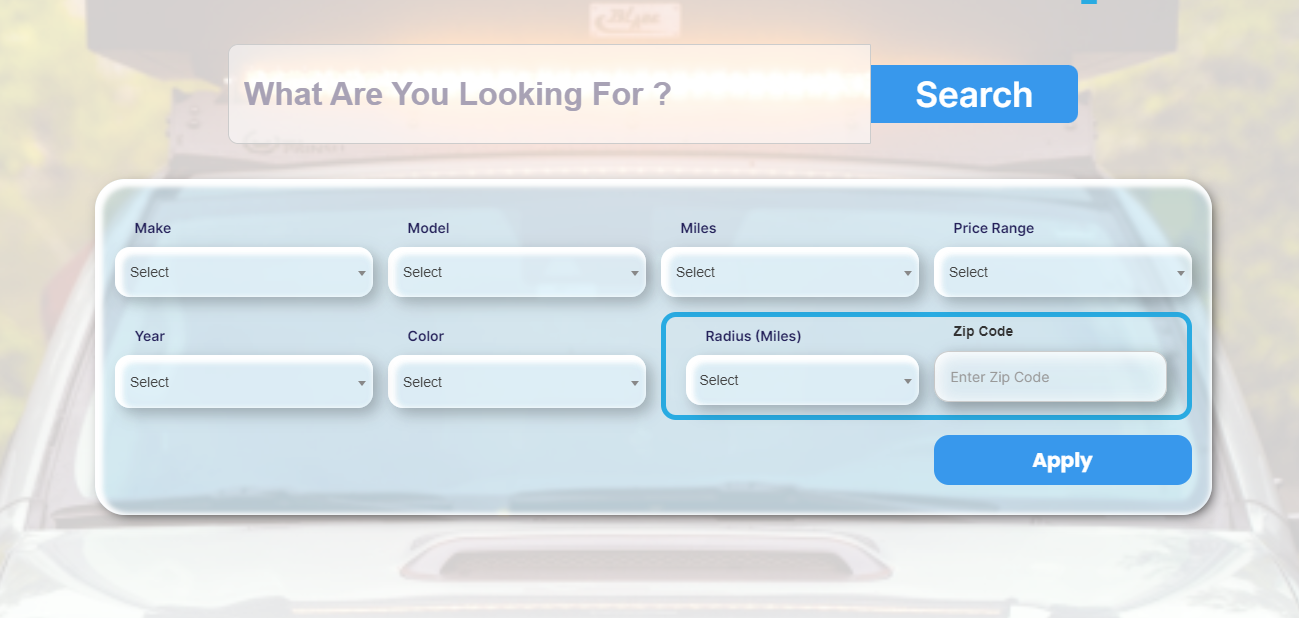 What Are You Looking For ?
Search
Make
Model
Miles
Price Range
Select
Select
Select
Select
Year
Color
Radius (Miles)
Zip Code
Select
Select
Select
Enter Zip Code
Apply